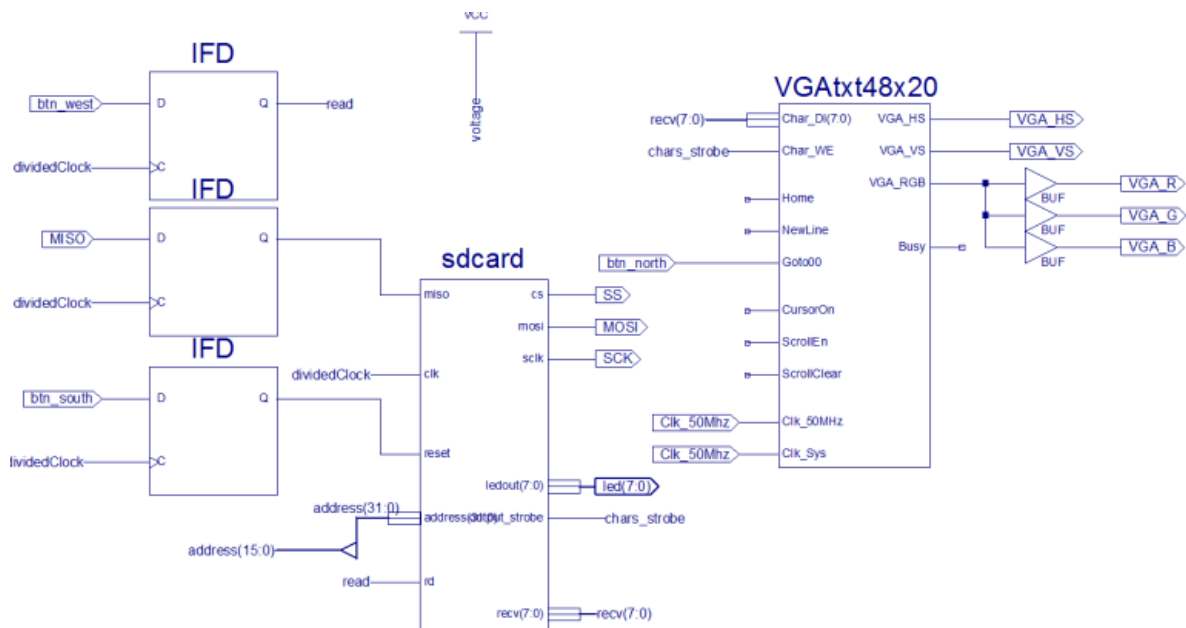 VCC
voltage
IFD
btn_west
D
Q
read
dividedClock
C
IFD
MISO
D
Q
dividedClock
C
IFD
btn_south
D
Q
dividedClock
C
sdcard
miso
cs
SS
mosi
MOSI
sclk
SCK
dividedClock
clk
reset
ledout(7:0)
led(7:0)
address(31:0)
output_strobe
chars_strobe
address(15:0)
read
rd
recv(7:0)
recv(7:0)
VGAtxt48x20
recv(7:0)
Char_DI(7:0)
VGA_HS
VGA_HS
chars_strobe
Char_WE
VGA_VS
VGA_VS
VGA_RGB
BUF
VGA_R
Home
BUF
VGA_G
NewLine
BUF
VGA_B
Busy
btn_north
Goto00
CursorOn
ScrollEn
ScrollClear
Clk_50Mhz
Clk_50MHz
Clk_50Mhz
Clk_Sys